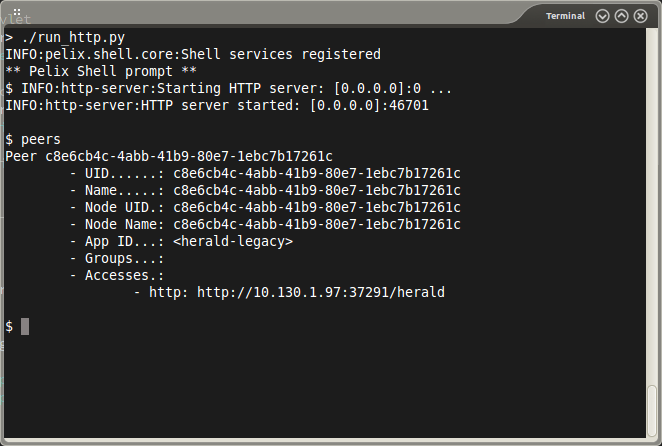 vlet
Terminal
> ./run_http.py
INFO:pelix.shell.core:Shell services registered
** Pelix Shell prompt **
$ INFO:http-server:Starting HTTP server: [0.0.0.0]:0 ...
INFO:http-server:HTTP server started: [0.0.0.0]:46701
$ peers
Peer c8e6cb4c-4abb-41b9-80e7-1ebc7b17261c
- UID......: c8e6cb4c-4abb-41b9-80e7-1ebc7b17261c
- Name.....: c8e6cb4c-4abb-41b9-80e7-1ebc7b17261c
- Node UID.: c8e6cb4c-4abb-41b9-80e7-1ebc7b17261c
- Node Name: c8e6cb4c-4abb-41b9-80e7-1ebc7b17261c
- App ID...: <herald-legacy>
- Groups...:
- Accesses.:
- http: http://10.130.1.97:37291/herald
$